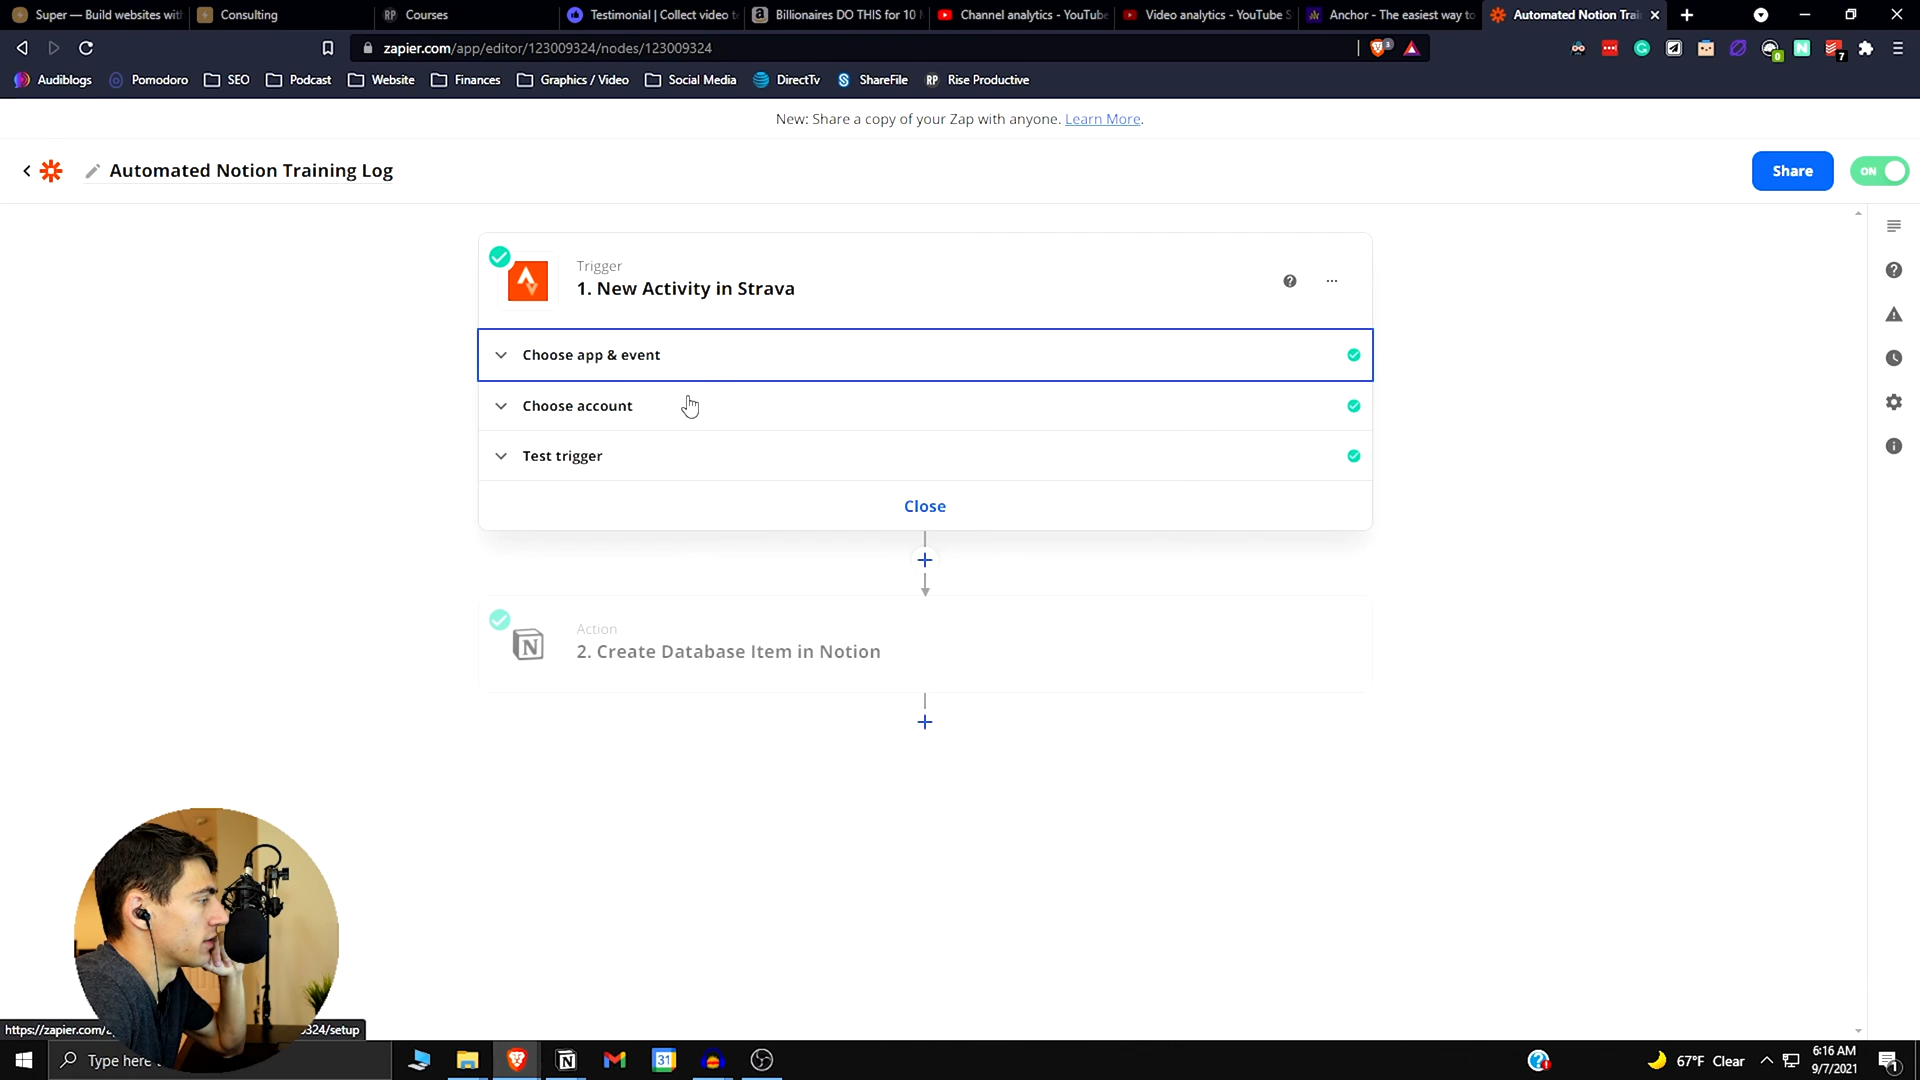 Super — Build websites with
Consulting
RP Courses
Testimonial | Collect video te
Billionaires DO THIS for 10
Channel analytics - YouTube
Video analytics - YouTube S
Anchor - The easiest way to
Automated Notion Trai
zapier.com/app/editor/123009324/nodes/123009324
Audiblogs
Pomodoro
SEO
Podcast
Website
Finances
Graphics / Video
Social Media
DirectTv
ShareFile
RP Rise Productive
New: Share a copy of your Zap with anyone. Learn More.
Automated Notion Training Log
Share
ON
Trigger
1. New Activity in Strava
Choose app & event
Choose account
Test trigger
Close
Action
2. Create Database Item in Notion
https://zapier.com/a
324/setup
Type here
31
67°F Clear
6:16 AM
9/7/2021